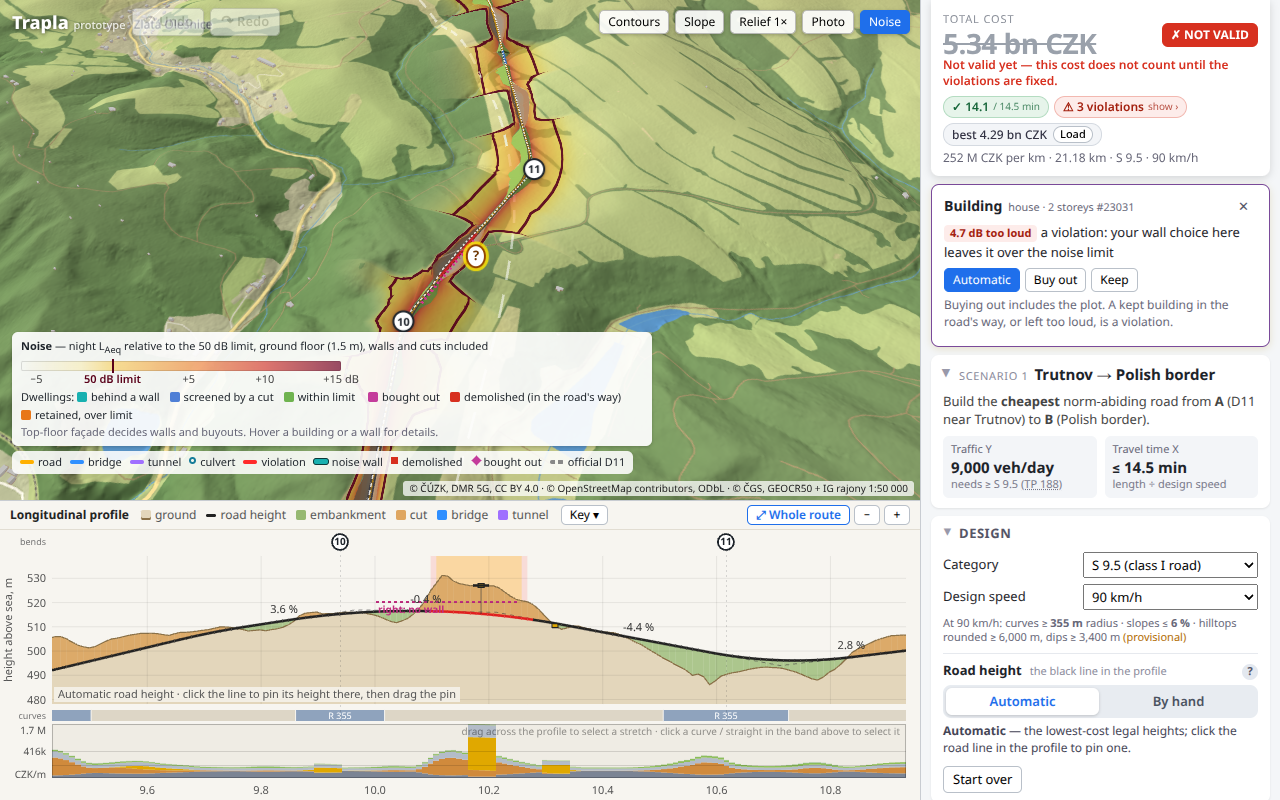 Trapla prototype
Undo
Redo
Contours
Slope
Relief 1×
Photo
Noise
11
?
10
Noise — night LAeq relative to the 50 dB limit, ground floor (1.5 m), walls and cuts included
−5 50 dB limit +5 +10 +15 dB
Dwellings: behind a wall screened by a cut within limit bought out demolished (in the road's way)
retained, over limit
Top-floor façade decides walls and buyouts. Hover a building or a wall for details.
road bridge tunnel culvert violation noise wall demolished bought out official D11
© ČÚZK, DMR 5G, CC BY 4.0 · © OpenStreetMap contributors, ODbL · © ČGS, GEOCR50 + IG rajony 1:50 000
Longitudinal profile ground road height embankment cut bridge tunnel Key ▾ ⤢ Whole route − +
bends 10 11
height above sea, m
530
520
510
500
490
480
3.6 %
-0.4 %
right: no wall
-4.4 %
2.8 %
Automatic road height · click the line to pin its height there, then drag the pin
curves R 355 R 355
drag across the profile to select a stretch · click a curve / straight in the band above to select it
1.7 M
416k
CZK/m
9.6 9.8 10.0 10.2 10.4 10.6 10.8
TOTAL COST
5.34 bn CZK
✗ NOT VALID
Not valid yet — this cost does not count until the
violations are fixed.
✓ 14.1 / 14.5 min ⚠ 3 violations show ›
best 4.29 bn CZK Load
252 M CZK per km · 21.18 km · S 9.5 · 90 km/h
Building house · 2 storeys #23031 ✕
4.7 dB too loud a violation: your wall choice here
leaves it over the noise limit
Automatic Buy out Keep
Buying out includes the plot. A kept building in the
road's way, or left too loud, is a violation.
▼ SCENARIO 1 Trutnov → Polish border
Build the cheapest norm-abiding road from A (D11
near Trutnov) to B (Polish border).
Traffic Y
9,000 veh/day
needs ≥ S 9.5 (TP 188)
Travel time X
≤ 14.5 min
length ÷ design speed
▼ DESIGN
Category S 9.5 (class I road)
Design speed 90 km/h
At 90 km/h: curves ≥ 355 m radius · slopes ≤ 6 % · hilltops
rounded ≥ 6,000 m, dips ≥ 3,400 m (provisional)
Road height the black line in the profile ?
Automatic By hand
Automatic — the lowest-cost legal heights; click the
road line in the profile to pin one.
Start over